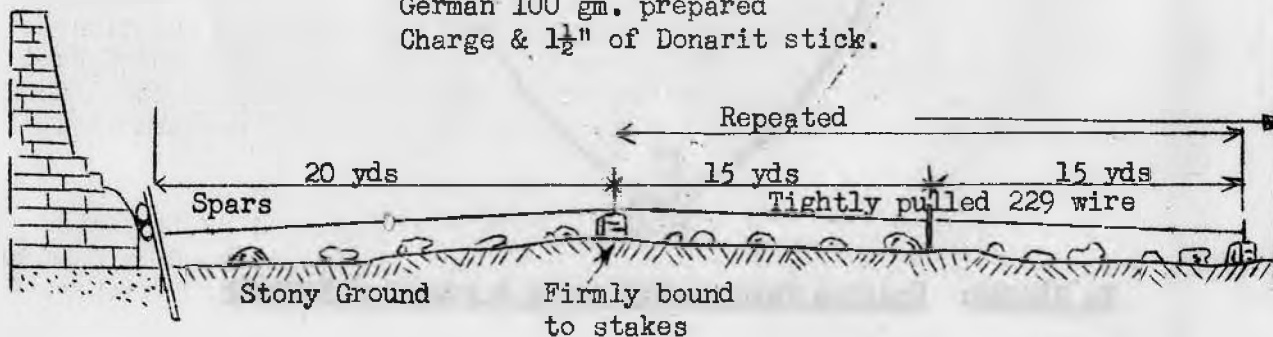 German 100 gm. prepared
Charge & 1½" of Donarit stick.
Repeated
20 yds 15 yds 15 yds
Spars Tightly pulled 229 wire
Stony Ground Firmly bound
to stakes